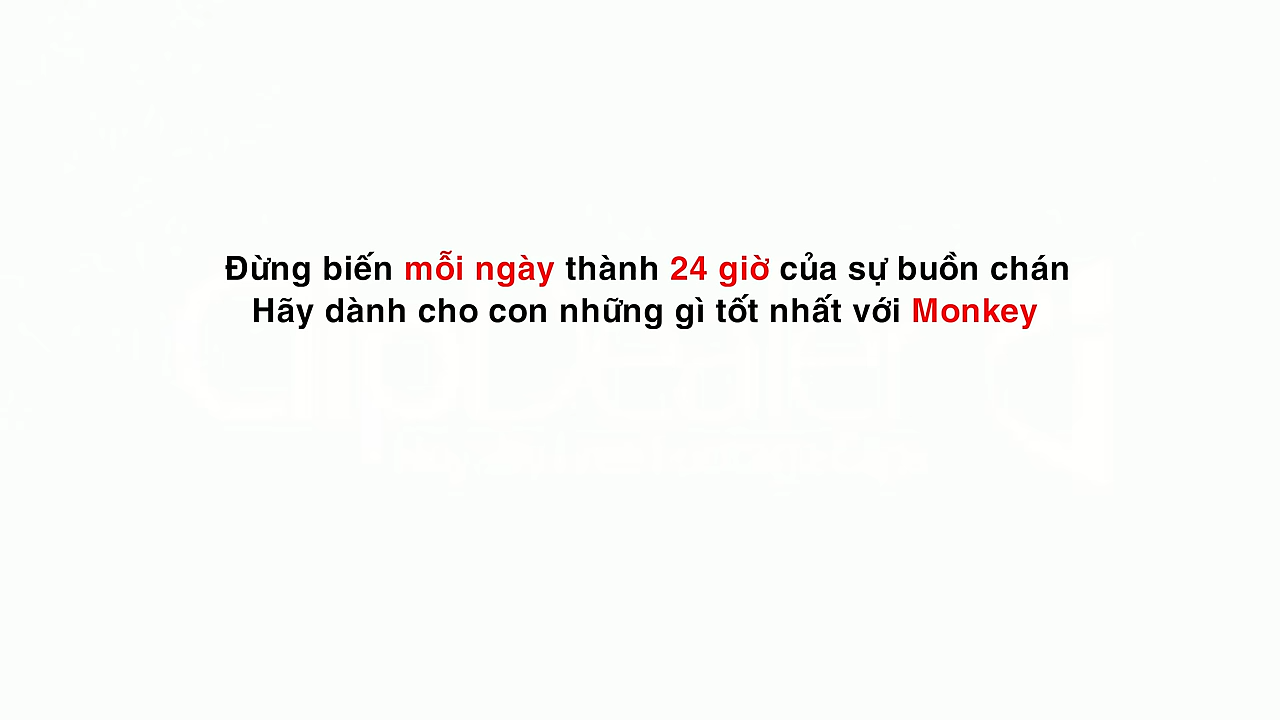 Đừng biến mỗi ngày thành 24 giờ của sự buồn chán
Hãy dành cho con những gì tốt nhất với Monkey
ClipDealer